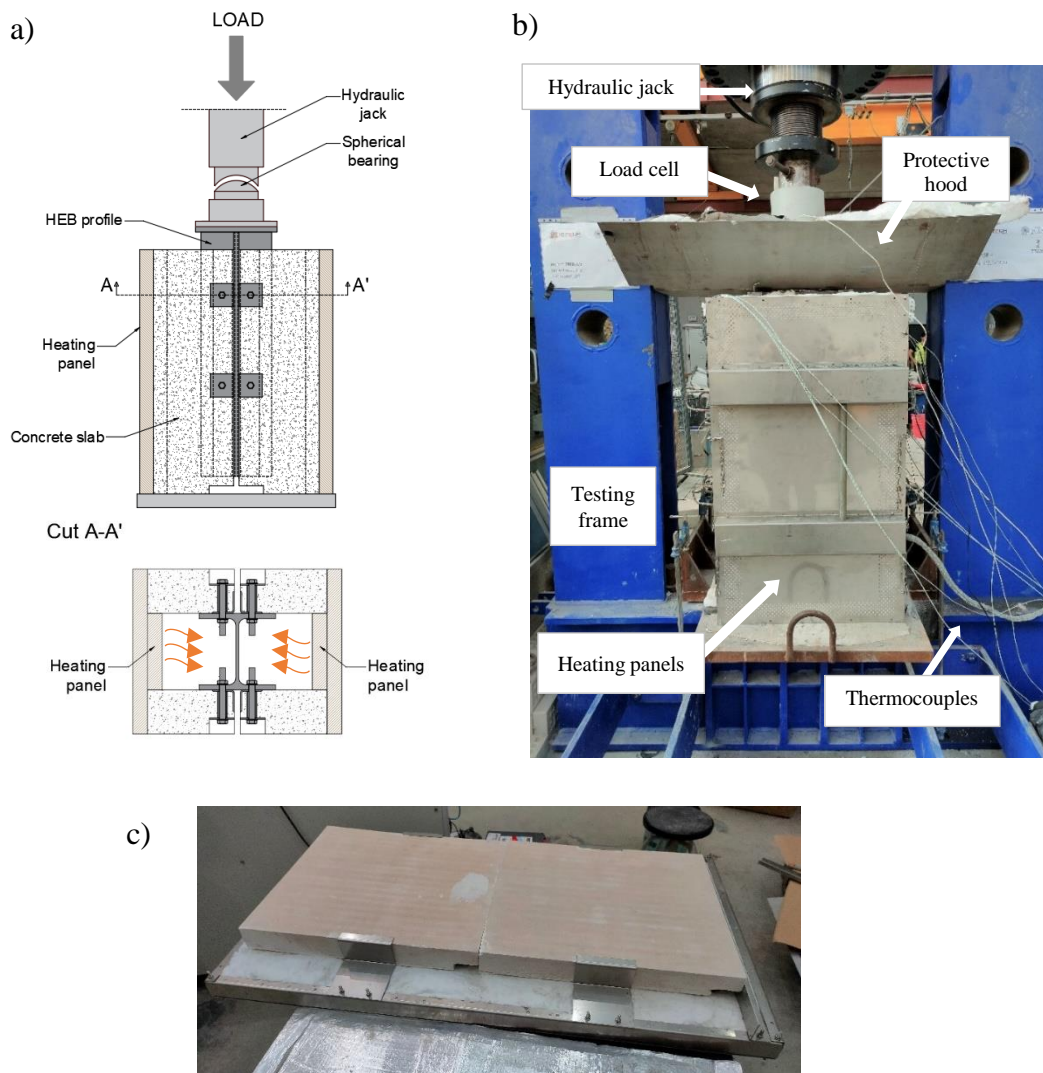 a)
LOAD
Hydraulic
jack
Spherical
bearing
HEB profile
A
A'
Heating
panel
Concrete slab
Cut A-A'
Heating
panel
Heating
panel
b)
Hydraulic jack
Load cell
Protective
hood
Testing
frame
Heating panels
Thermocouples
c)